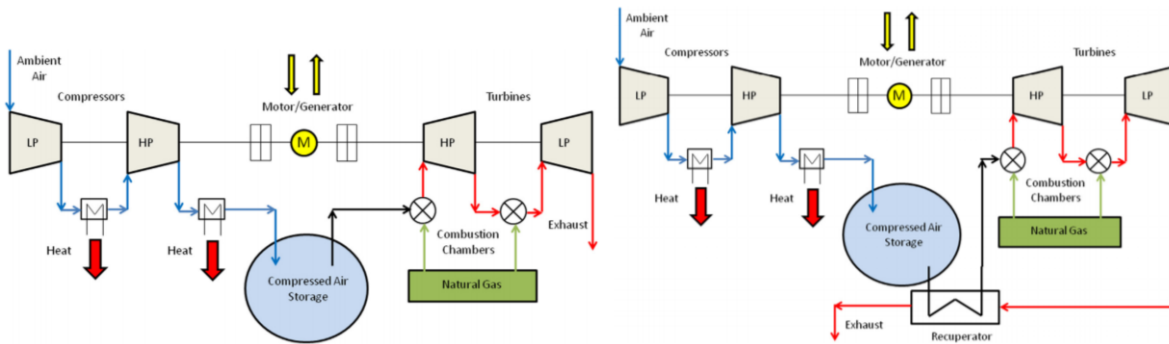 Ambient
Air
Compressors
Motor/Generator
Turbines
LP
HP
M
HP
LP
Heat
Heat
Combustion
Chambers
Exhaust
Compressed Air
Storage
Natural Gas
Ambient
Air
Compressors
Motor/Generator
Turbines
LP
HP
M
HP
LP
Heat
Heat
Combustion
Chambers
Compressed Air
Storage
Natural Gas
Exhaust
Recuperator